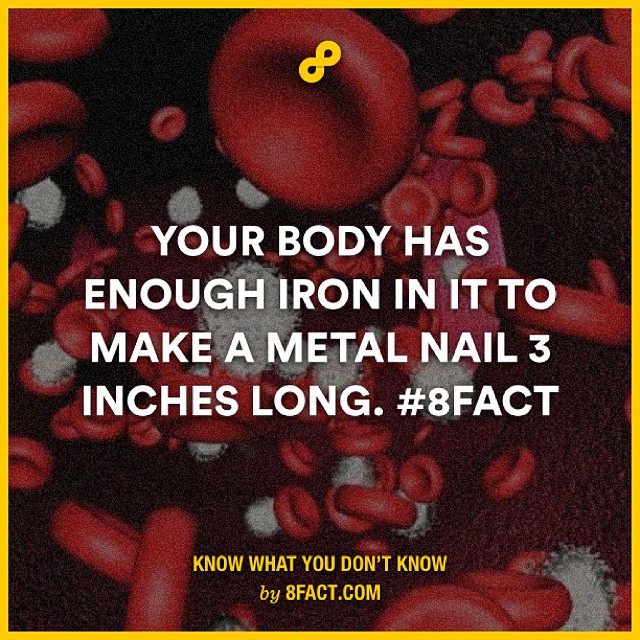 YOUR BODY HAS
ENOUGH IRON IN IT TO
MAKE A METAL NAIL 3
INCHES LONG. #8FACT
KNOW WHAT YOU DON'T KNOW
by 8FACT.COM